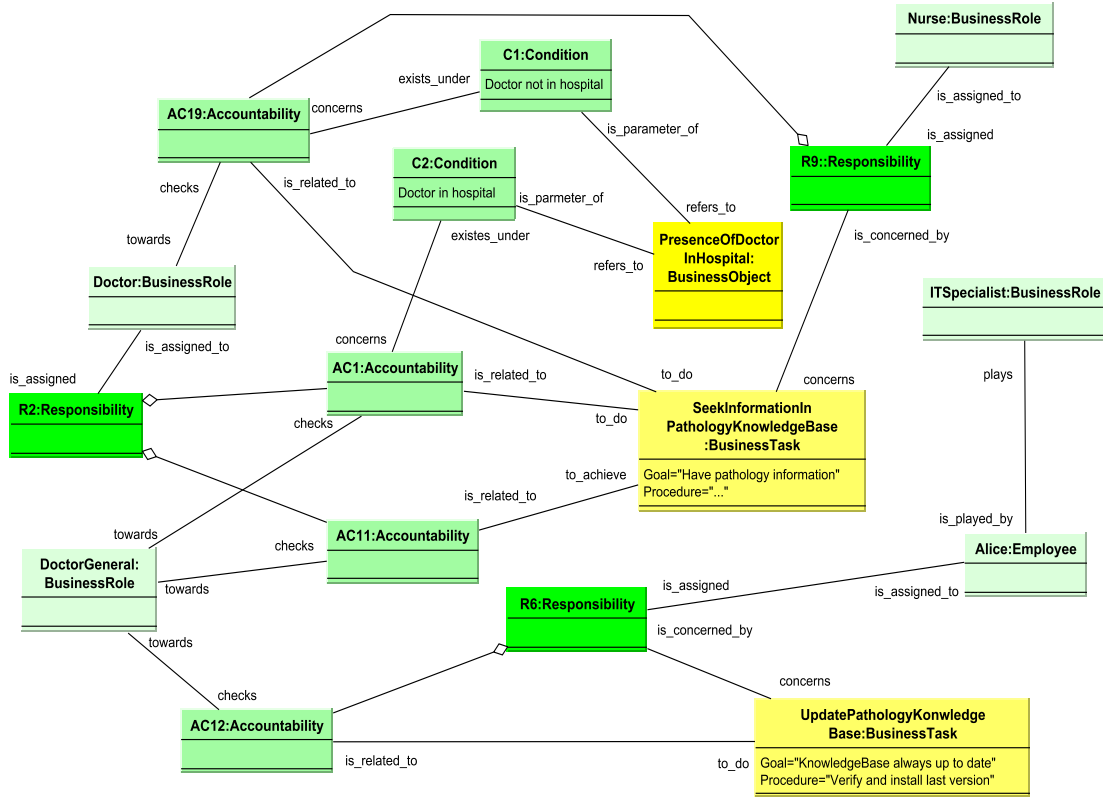 Nurse:BusinessRole
C1:Condition
Doctor not in hospital
exists_under
is_assigned_to
concerns
AC19:Accountability
is_parameter_of
is_assigned
C2:Condition
Doctor in hospital
R9::Responsibility
checks
is_related_to
is_parmeter_of
refers_to
towards
existes_under
is_concerned_by
PresenceOfDoctor
InHospital:
BusinessObject
refers_to
Doctor:BusinessRole
ITSpecialist:BusinessRole
is_assigned_to
concerns
is_assigned
AC1:Accountability
is_related_to
to_do
concerns
plays
R2:Responsibility
checks
to_do
SeekInformationIn
PathologyKnowledgeBase
:BusinessTask
Goal="Have pathology information"
Procedure="..."
to_achieve
is_related_to
is_played_by
towards
checks
AC11:Accountability
DoctorGeneral:
BusinessRole
towards
Alice:Employee
is_assigned
is_assigned_to
R6:Responsibility
is_concerned_by
towards
checks
concerns
AC12:Accountability
UpdatePathologyKonwledge
Base:BusinessTask
is_related_to
to_do
Goal="KnowledgeBase always up to date"
Procedure="Verify and install last version"